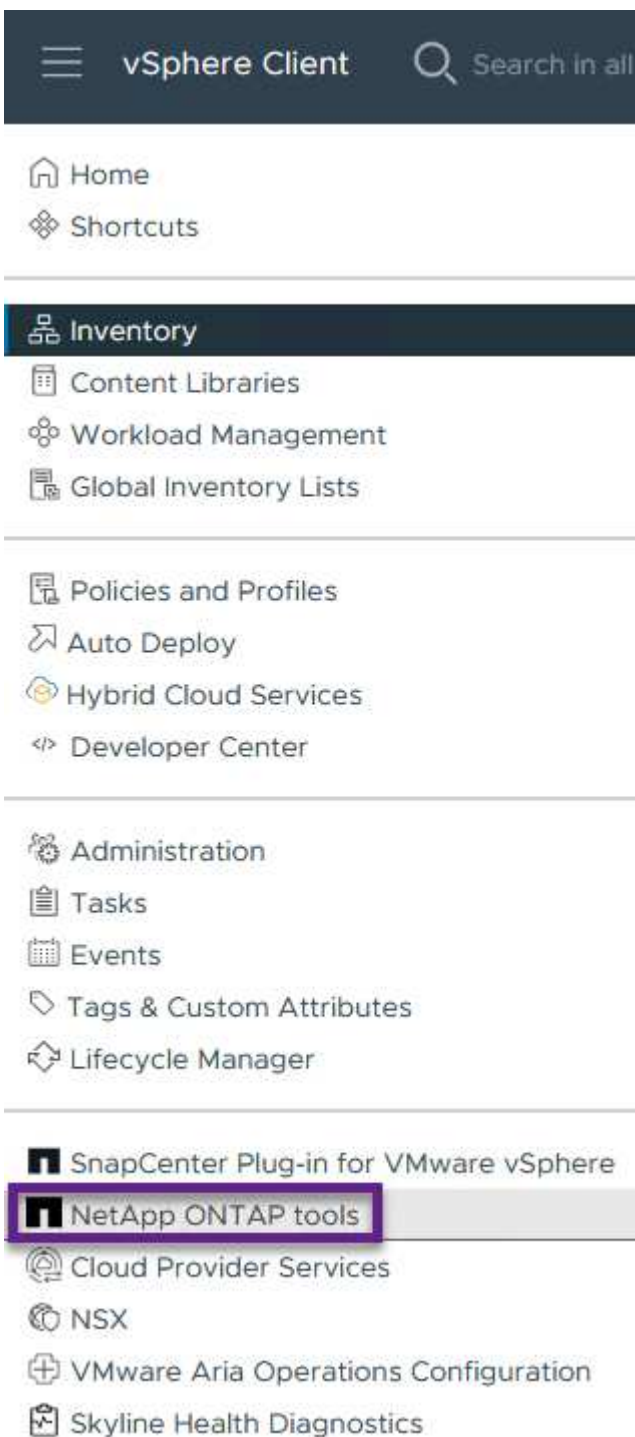 vSphere Client Search in all
Home
Shortcuts
Inventory
Content Libraries
Workload Management
Global Inventory Lists
Policies and Profiles
Auto Deploy
Hybrid Cloud Services
Developer Center
Administration
Tasks
Events
Tags & Custom Attributes
Lifecycle Manager
SnapCenter Plug-in for VMware vSphere
NetApp ONTAP tools
Cloud Provider Services
NSX
VMware Aria Operations Configuration
Skyline Health Diagnostics